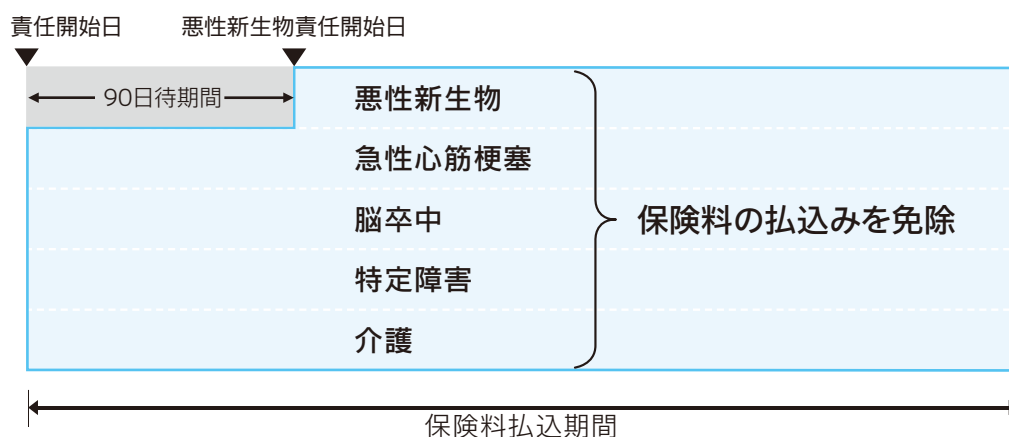 責任開始日
悪性新生物責任開始日
90日待期間
悪性新生物
急性心筋梗塞
脳卒中
特定障害
介護
保険料の払込みを免除
保険料払込期間